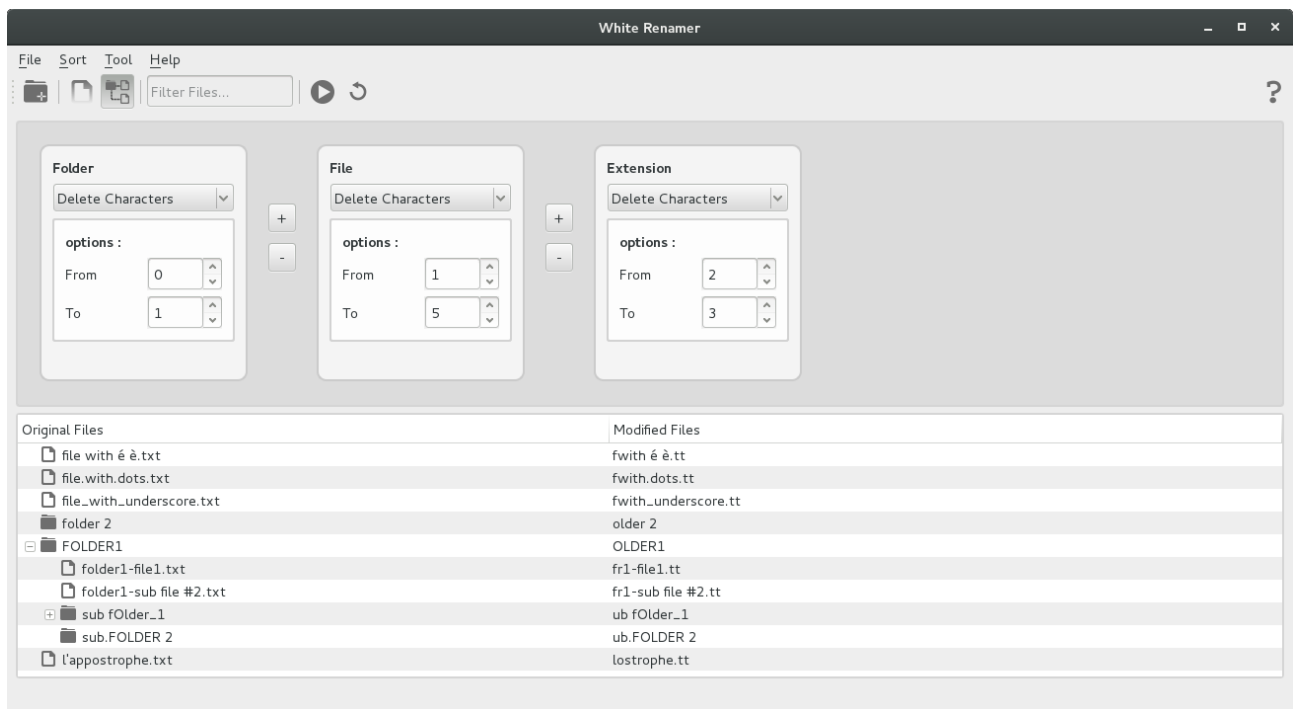 White Renamer
File Sort Tool Help
Filter Files... ?
Folder File Extension
Delete Characters Delete Characters Delete Characters
+ +
options : options : options :
- -
From 0 From 1 From 2
To 1 To 5 To 3
Original Files Modified Files
file with é è.txt fwith é è.tt
file.with.dots.txt fwith.dots.tt
file_with_underscore.txt fwith_underscore.tt
folder 2 older 2
FOLDER1 OLDER1
folder1-file1.txt fr1-file1.tt
folder1-sub file #2.txt fr1-sub file #2.tt
sub fOlder_1 ub fOlder_1
sub.FOLDER 2 ub.FOLDER 2
l'appostrophe.txt lostrophe.tt